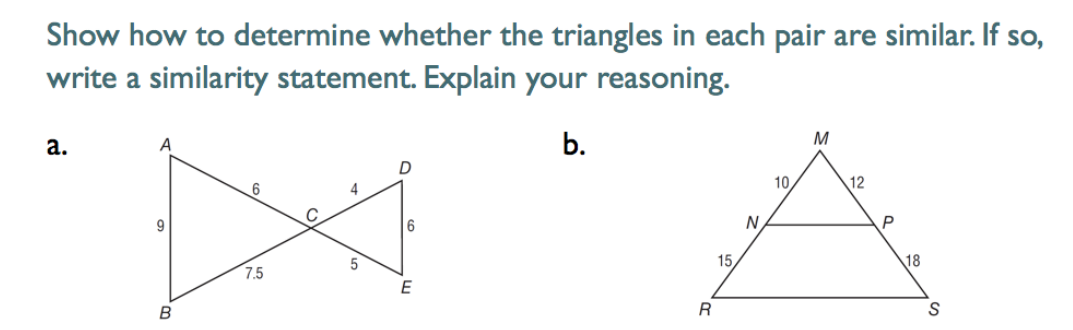 Show how to determine whether the triangles in each pair are similar. If so,
write a similarity statement. Explain your reasoning.
a.
A
D
6
4
C
9
6
7.5
5
E
B
b.
M
10
12
N
P
15
18
R
S